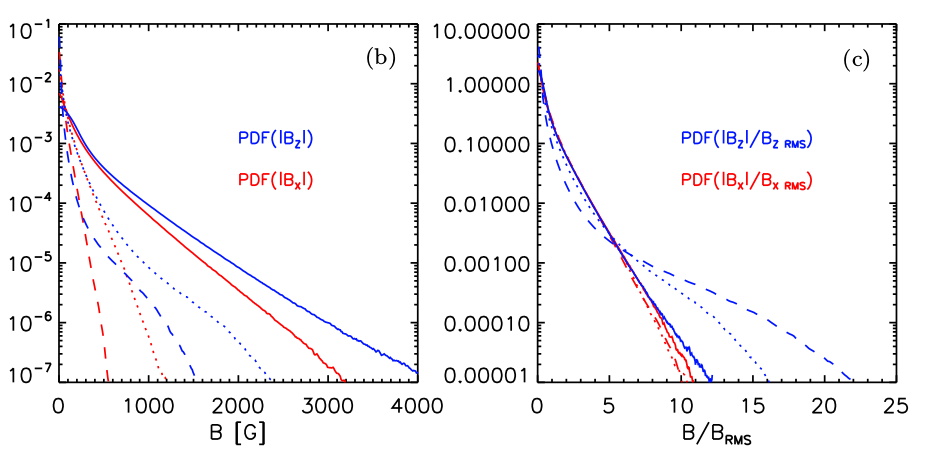 10⁻¹
10⁻²
10⁻³
10⁻⁴
10⁻⁵
10⁻⁶
10⁻⁷
(b)
PDF(|B_Z|)
PDF(|B_X|)
0 1000 2000 3000 4000
B [G]
10.00000
1.00000
0.10000
0.01000
0.00100
0.00010
0.00001
(c)
PDF(|B_Z|/B_Z RMS)
PDF(|B_X|/B_X RMS)
0 5 10 15 20 25
B/B_RMS